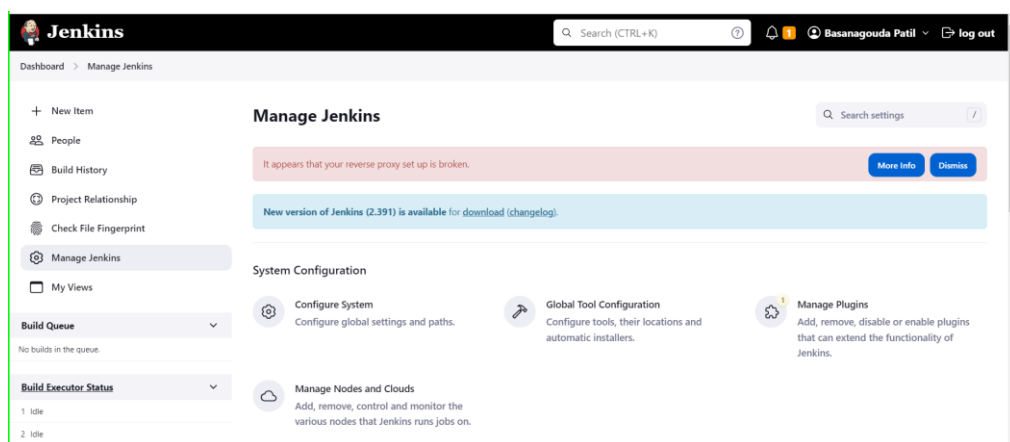 Jenkins
Search (CTRL+K)
1
Basanagouda Patil
log out
Dashboard > Manage Jenkins
New Item
People
Build History
Project Relationship
Check File Fingerprint
Manage Jenkins
My Views
Build Queue
No builds in the queue.
Build Executor Status
1 Idle
2 Idle
Manage Jenkins
Search settings
/
It appears that your reverse proxy set up is broken.
More Info
Dismiss
New version of Jenkins (2.391) is available for download (changelog).
System Configuration
Configure System
Configure global settings and paths.
Global Tool Configuration
Configure tools, their locations and
automatic installers.
1
Manage Plugins
Add, remove, disable or enable plugins
that can extend the functionality of
Jenkins.
Manage Nodes and Clouds
Add, remove, control and monitor the
various nodes that Jenkins runs jobs on.